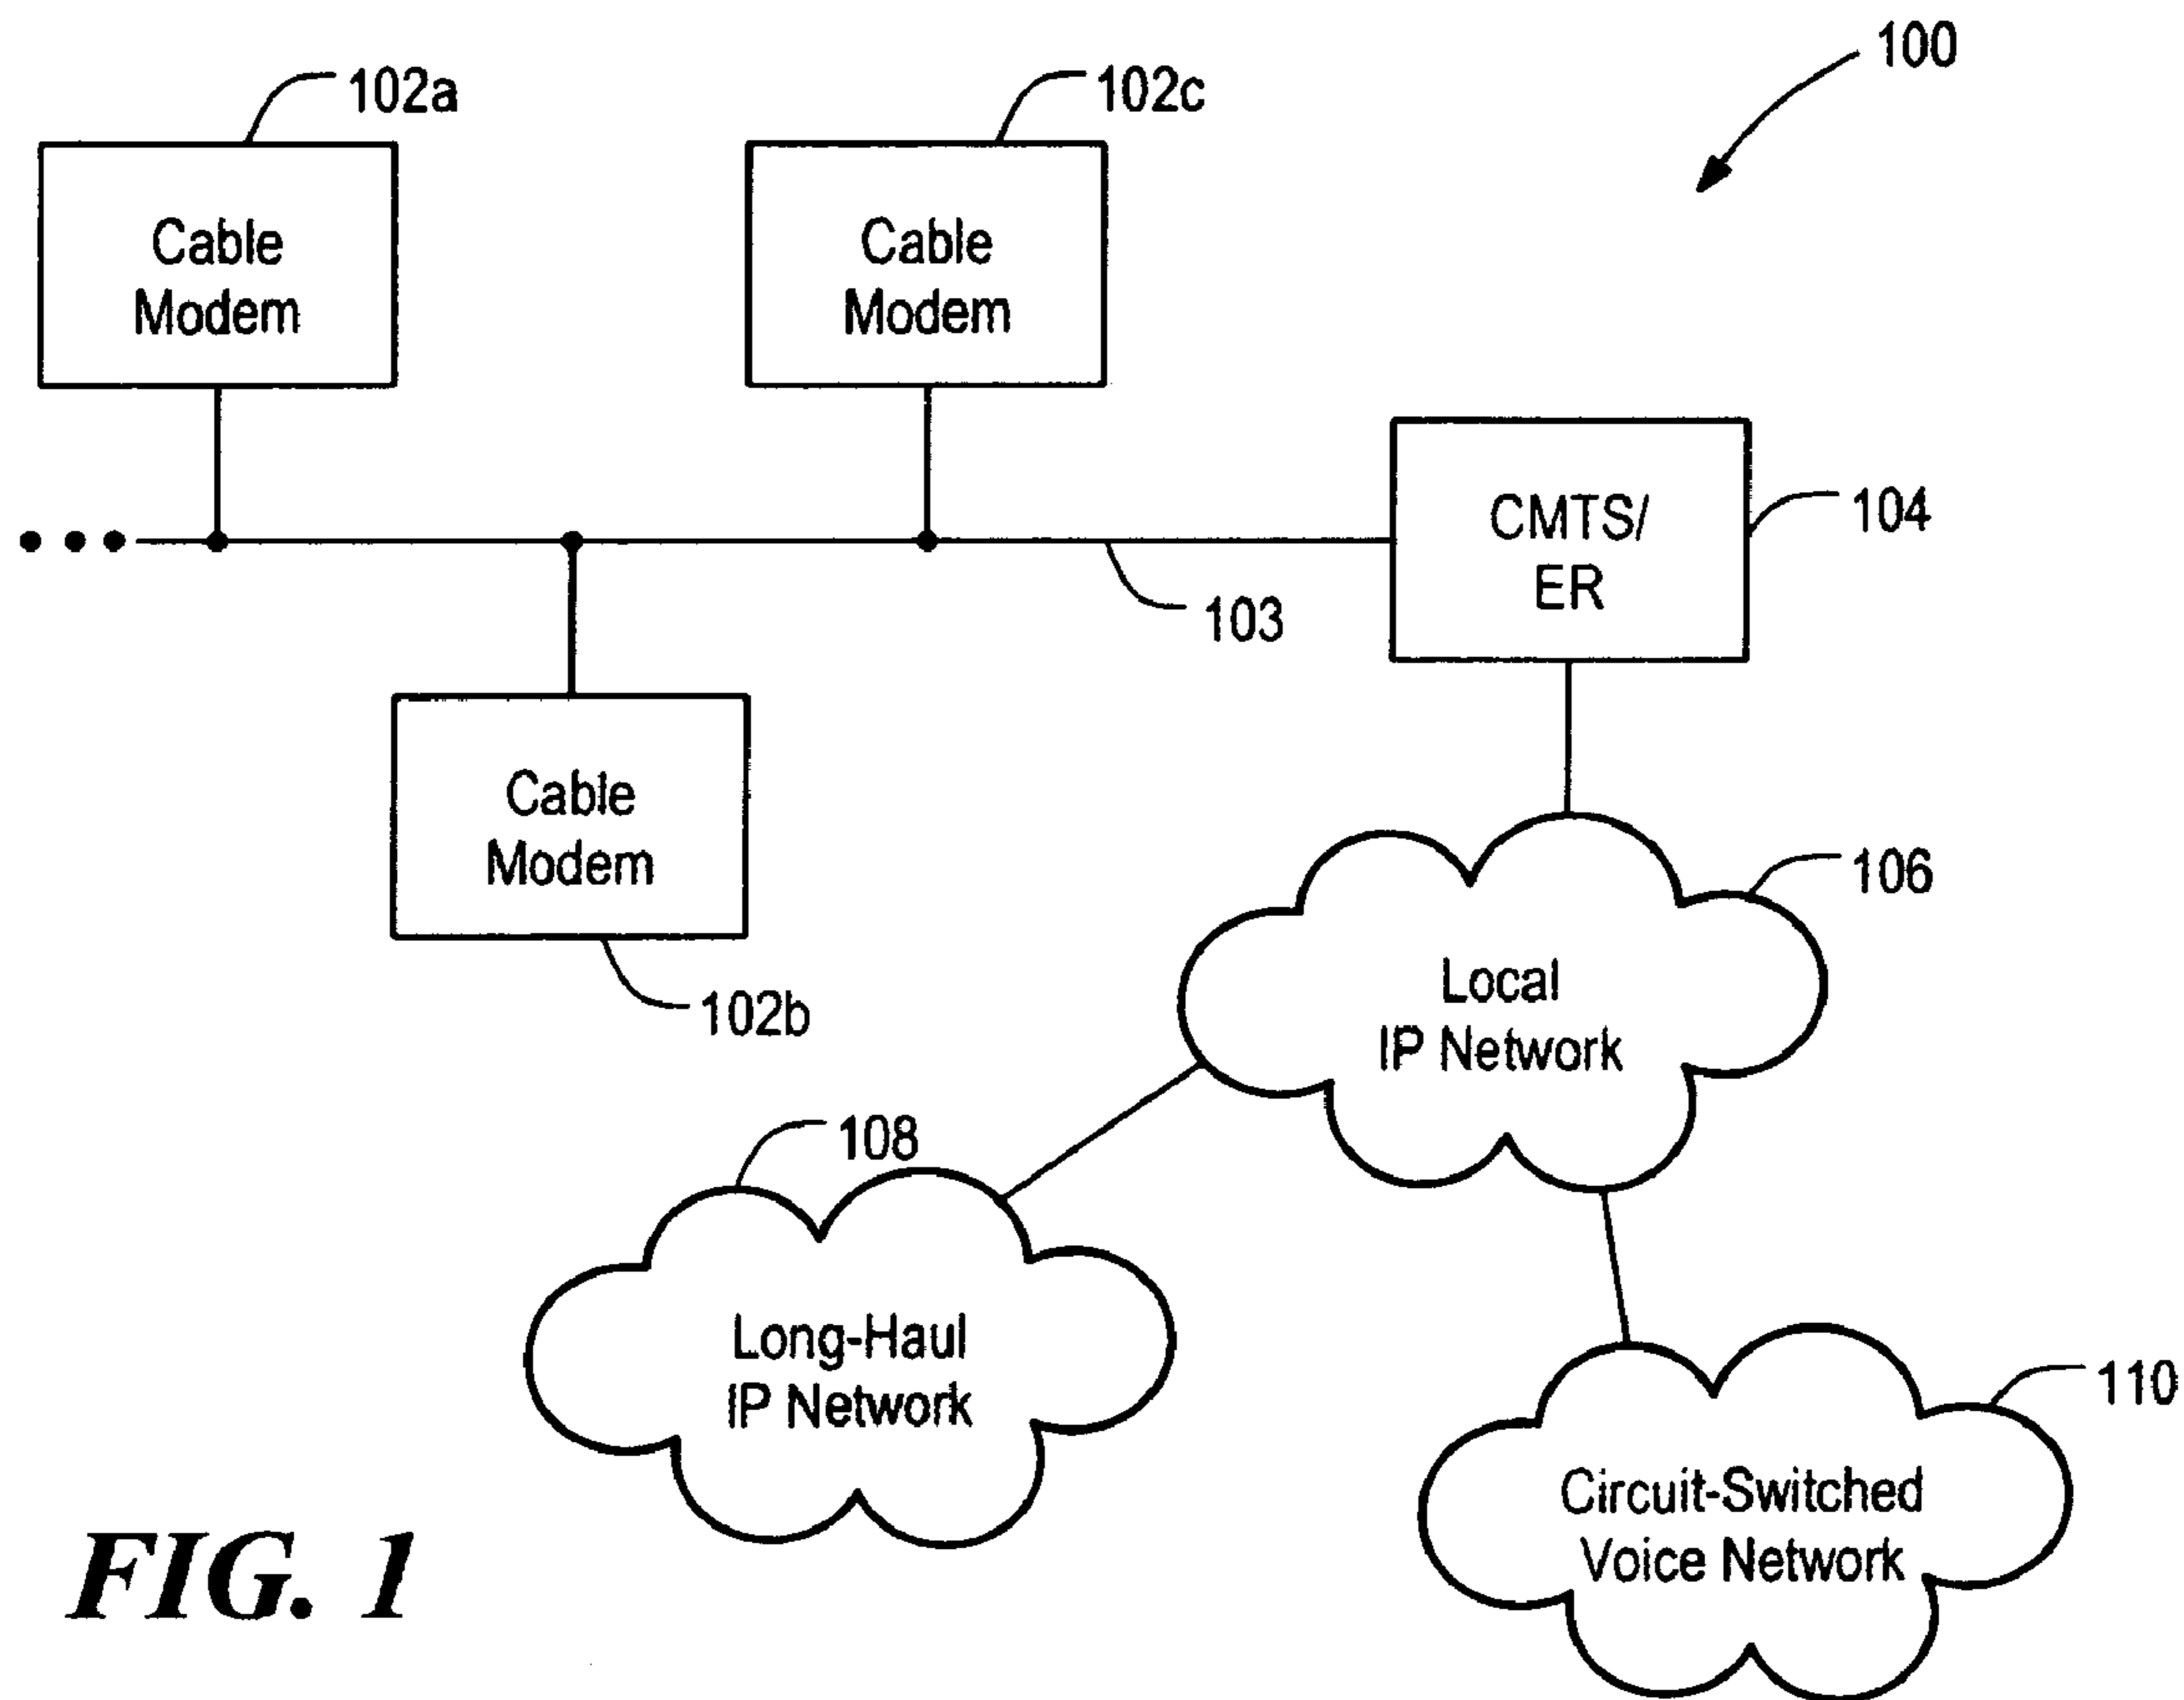 100
102a
102c
Cable
Modem
Cable
Modem
CMTS/
ER
104
103
Cable
Modem
102b
106
Local
IP Network
108
Long-Haul
IP Network
110
Circuit-Switched
Voice Network
FIG. 1